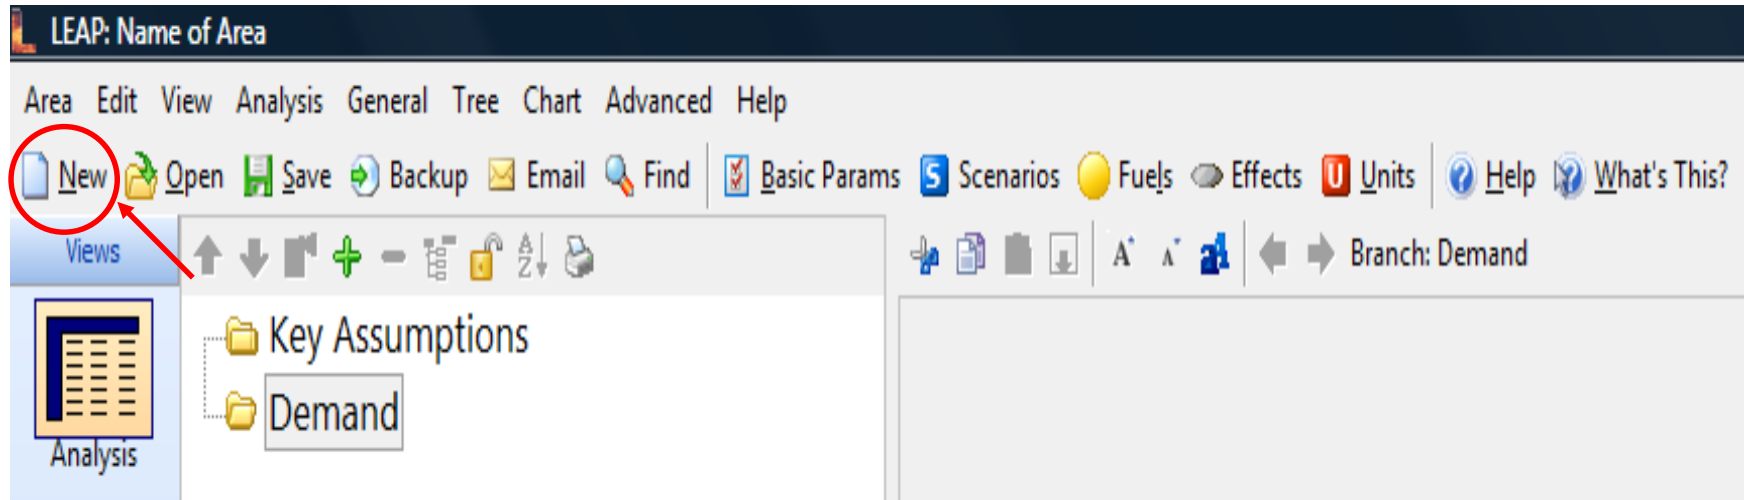 LEAP: Name of Area
Area Edit View Analysis General Tree Chart Advanced Help
New Open Save Backup Email Find Basic Params S Scenarios Fuels Effects U Units Help What's This?
Views
A Z
A A a1 Branch: Demand
Key Assumptions
Demand
Analysis